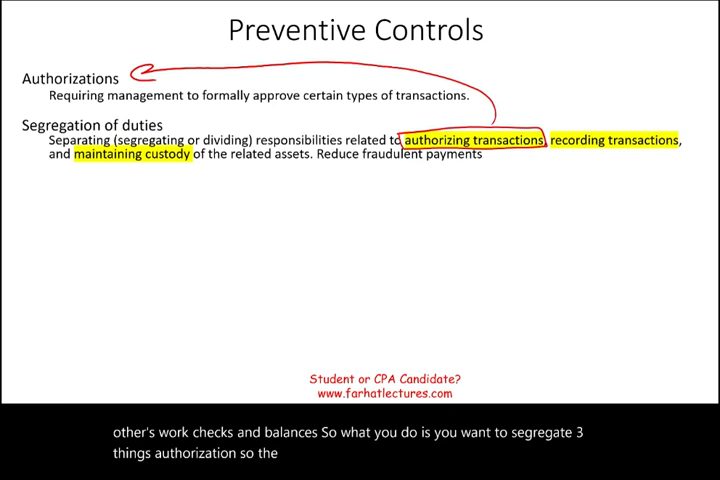 Preventive Controls
Authorizations
Requiring management to formally approve certain types of transactions.
Segregation of duties
Separating (segregating or dividing) responsibilities related to authorizing transactions, recording transactions,
and maintaining custody of the related assets. Reduce fraudulent payments
Student or CPA Candidate?
www.farhatlectures.com
other's work checks and balances So what you do is you want to segregate 3
things authorization so the